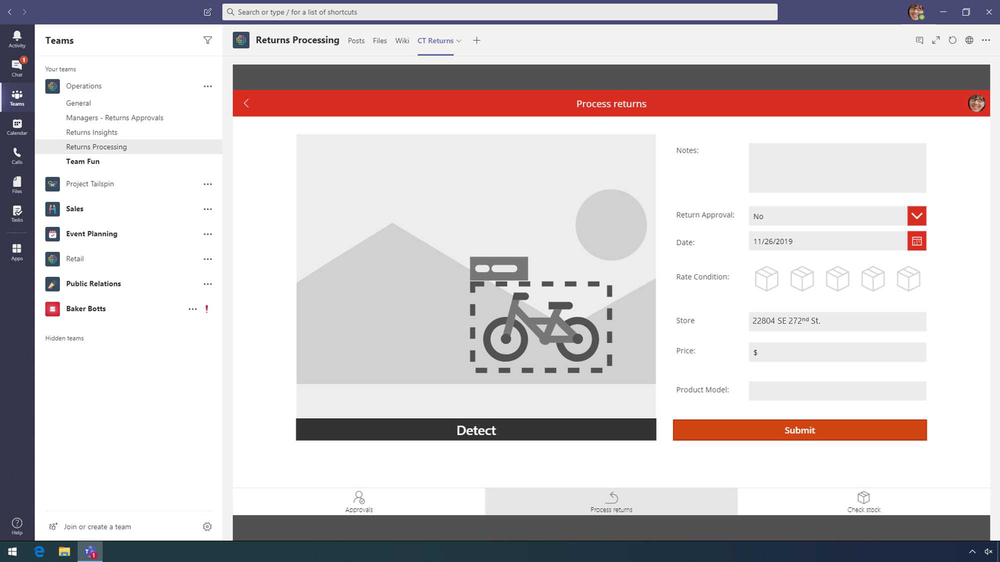 Search or type / for a list of shortcuts
Activity
1
Chat
Teams
Calendar
Calls
Files
Tasks
Apps
Help
Teams
Your teams
Operations
General
Managers - Returns Approvals
Returns Insights
Returns Processing
Team Fun
Project Tailspin
Sales
Event Planning
Retail
Public Relations
Baker Botts
Hidden teams
Join or create a team
Returns Processing Posts Files Wiki CT Returns
Process returns
Detect
Notes:
Return Approval: No
Date: 11/26/2019
Rate Condition:
Store 22804 SE 272nd St.
Price: $
Product Model:
Submit
Approvals
Process returns
Check stock
T 1